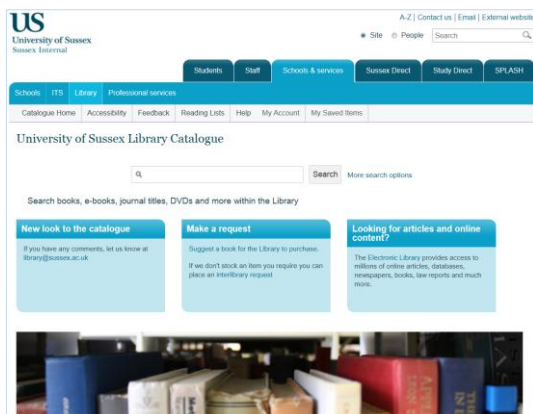 US
University of Sussex
Sussex Internal
A-Z | Contact us | Email | External website
Site People Search
Students Staff Schools & services Sussex Direct Study Direct SPLASH
Schools ITS Library Professional services
Catalogue Home Accessibility Feedback Reading Lists Help My Account My Saved Items
University of Sussex Library Catalogue
Search More search options
Search books, e-books, journal titles, DVDs and more within the Library
New look to the catalogue
If you have any comments, let us know at
library@sussex.ac.uk
Make a request
Suggest a book for the Library to purchase.
If we don't stock an item you require you can
place an interlibrary request
Looking for articles and online
content?
The Electronic Library provides access to
millions of online articles, databases,
newspapers, books, law reports and much
more.